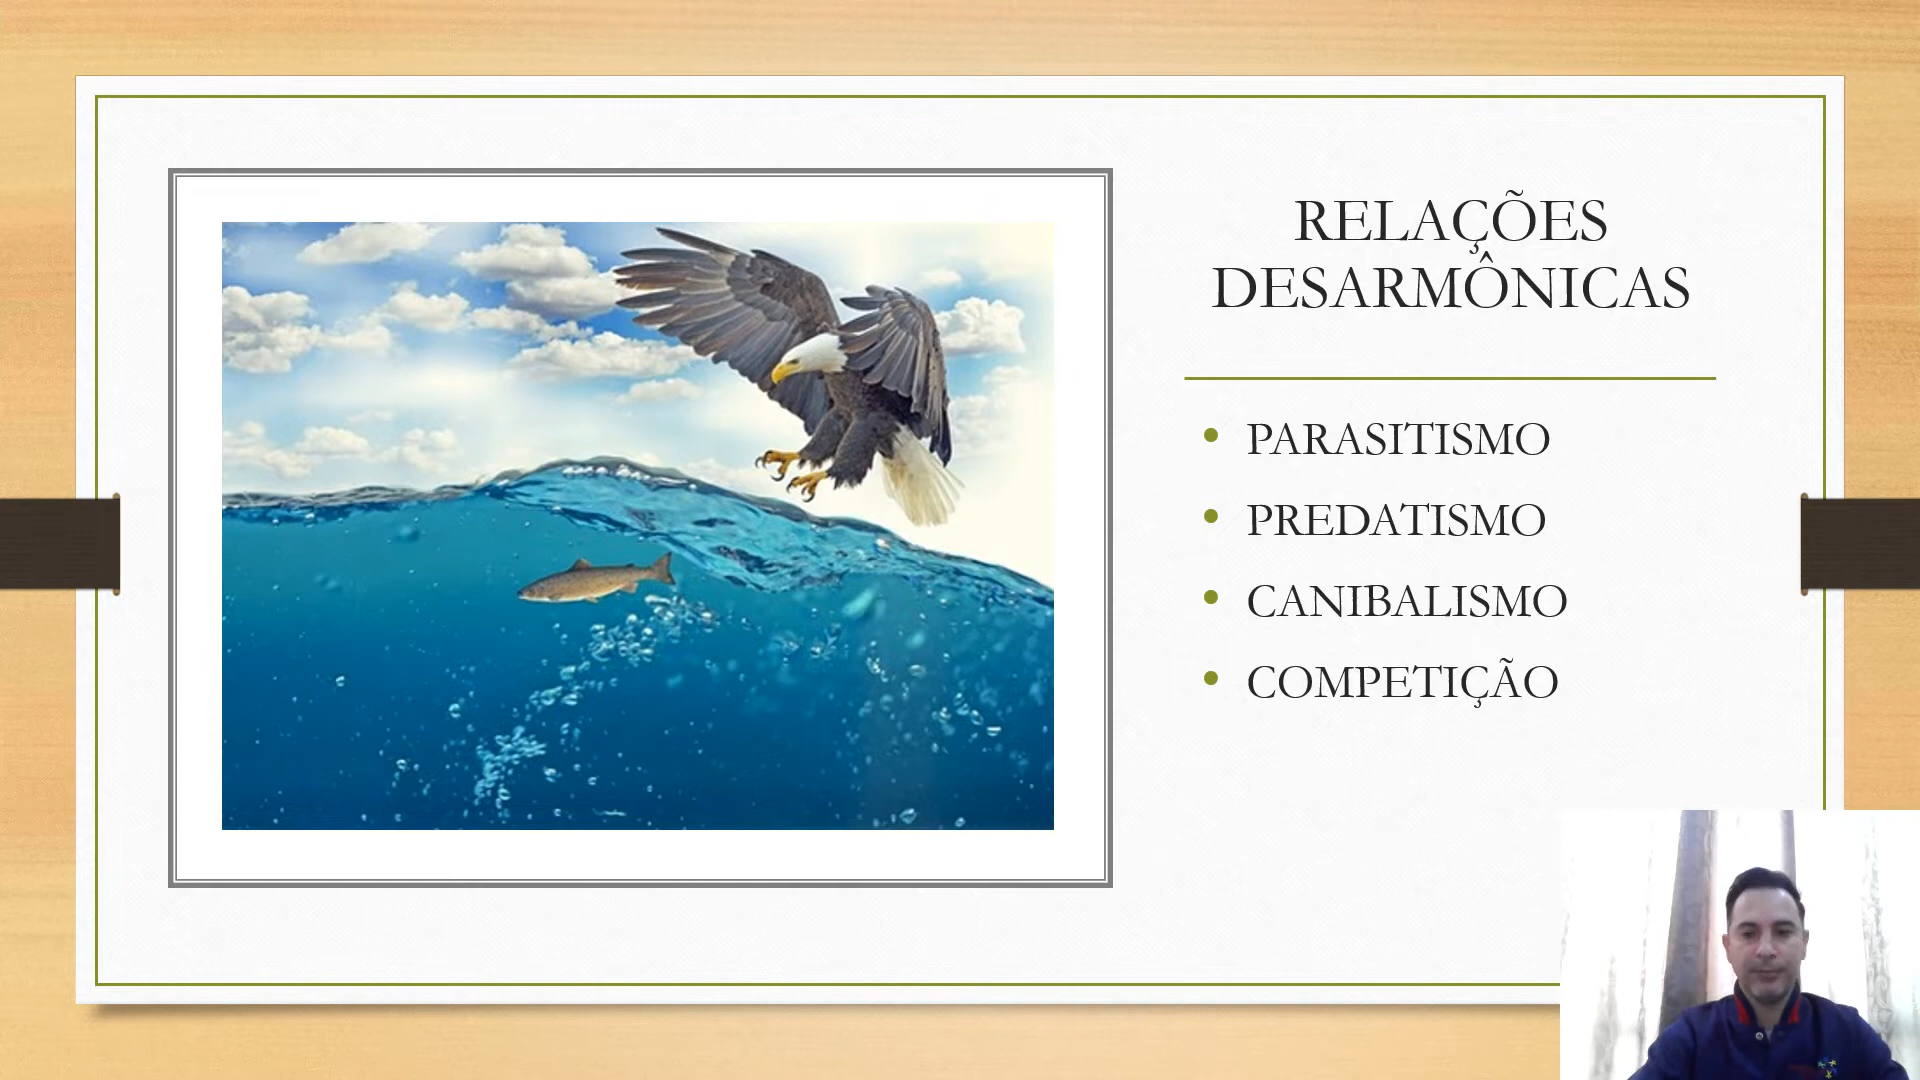 RELAÇÕES
DESARMÔNICAS
PARASITISMO
PREDATISMO
CANIBALISMO
COMPETIÇÃO